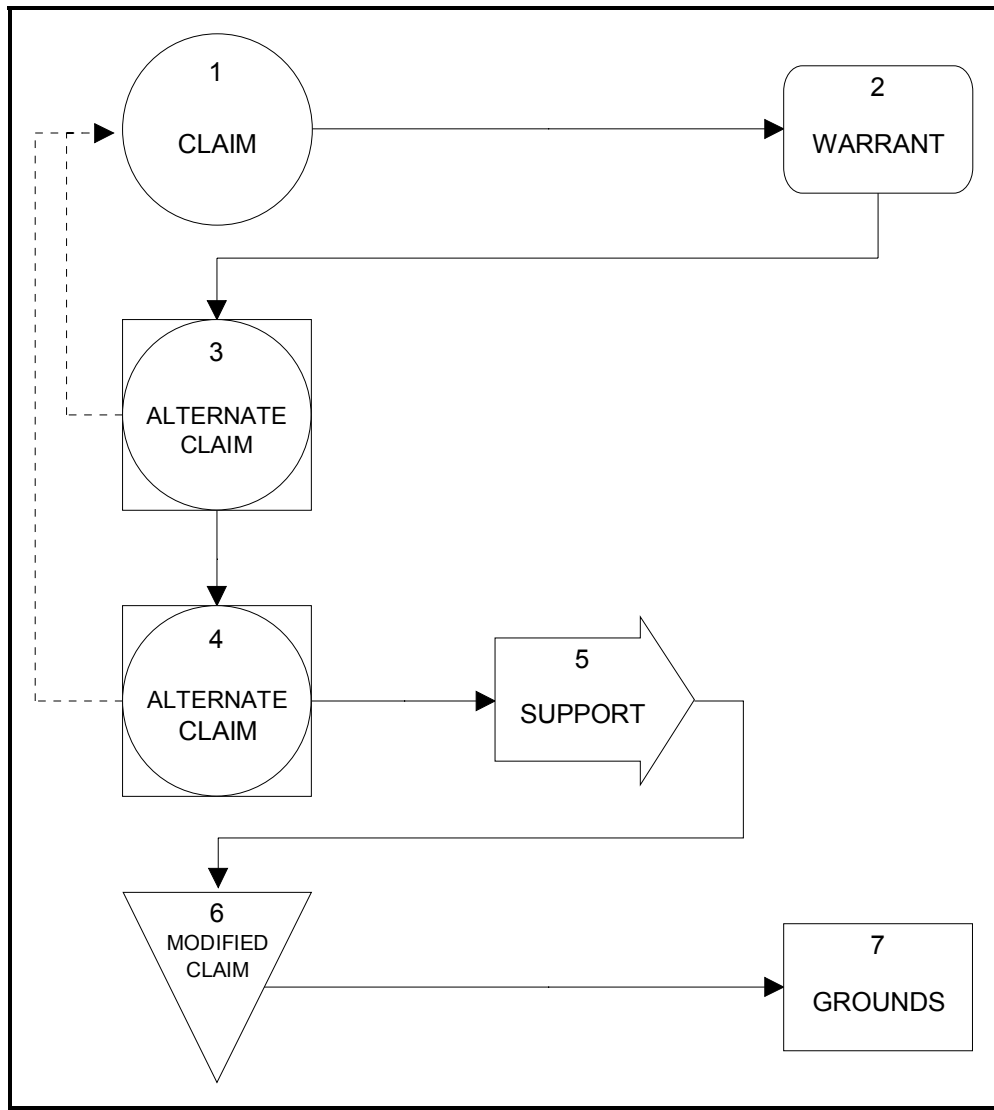 1
CLAIM
2
WARRANT
3
ALTERNATE
CLAIM
4
ALTERNATE
CLAIM
5
SUPPORT
6
MODIFIED
CLAIM
7
GROUNDS